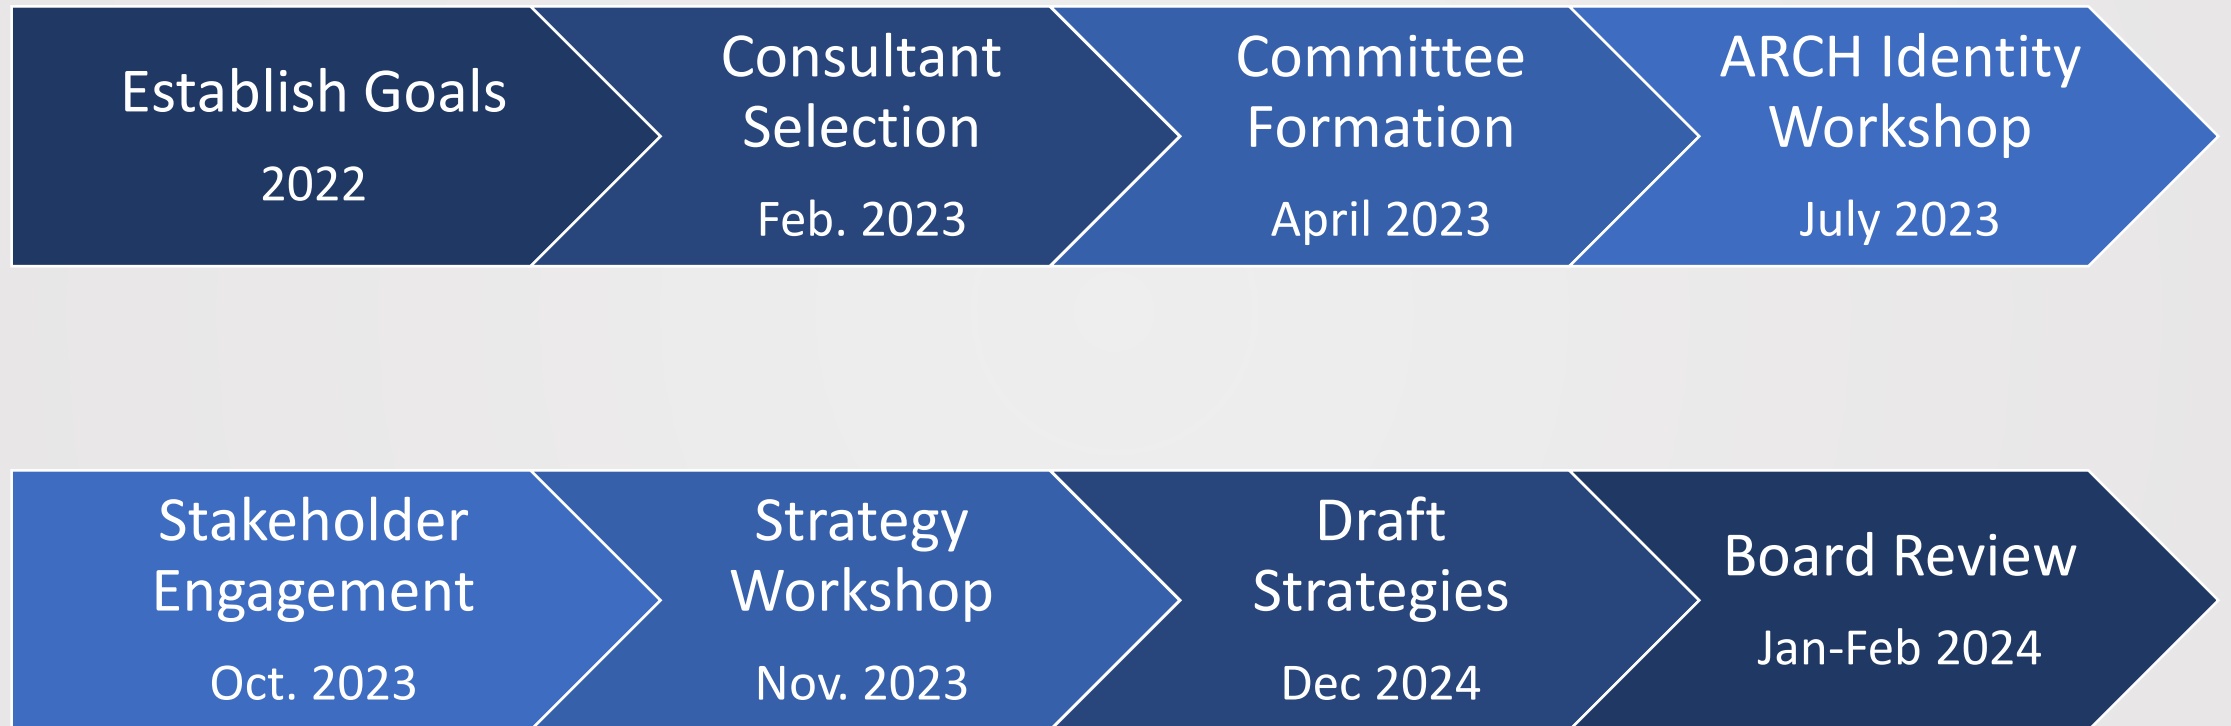 Establish Goals
2022
Consultant
Selection
Feb. 2023
Committee
Formation
April 2023
ARCH Identity
Workshop
July 2023
Stakeholder
Engagement
Oct. 2023
Strategy
Workshop
Nov. 2023
Draft
Strategies
Dec 2024
Board Review
Jan-Feb 2024